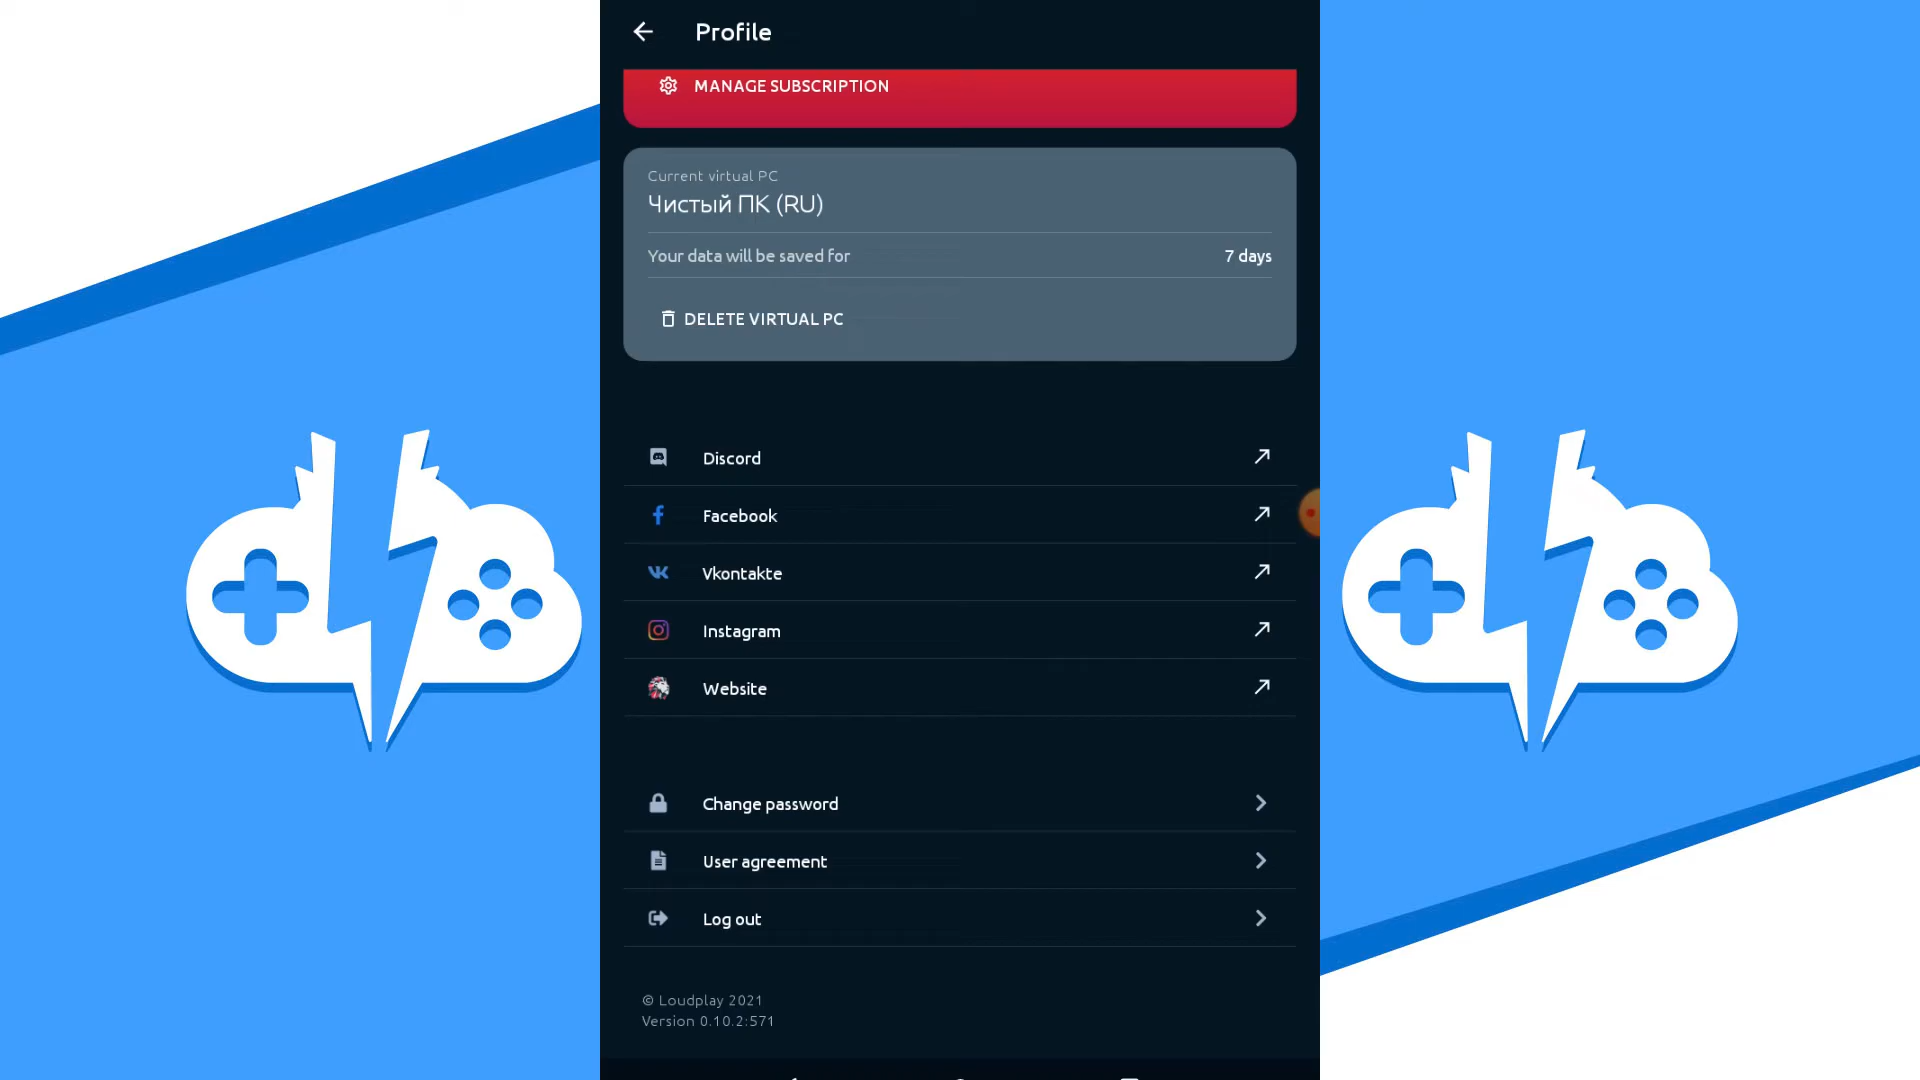 Profile
MANAGE SUBSCRIPTION
Current virtual PC
Чистый ПК (RU)
Your data will be saved for 7 days
DELETE VIRTUAL PC
Discord
Facebook
Vkontakte
Instagram
Website
Change password
User agreement
Log out
© Loudplay 2021
Version 0.10.2:571